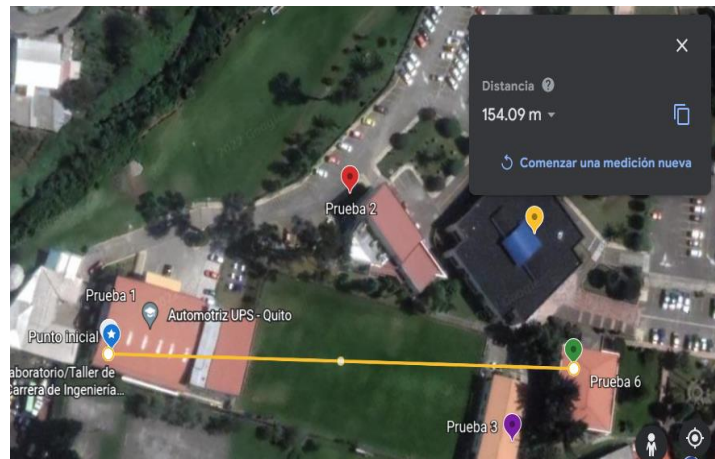 Distancia
154.09 m
Comenzar una medición nueva
Prueba 2
Prueba 1
Automotriz UPS - Quito
Punto inicial
aboratorio/Taller de
Carrera de Ingenieria...
Prueba 6
Prueba 3